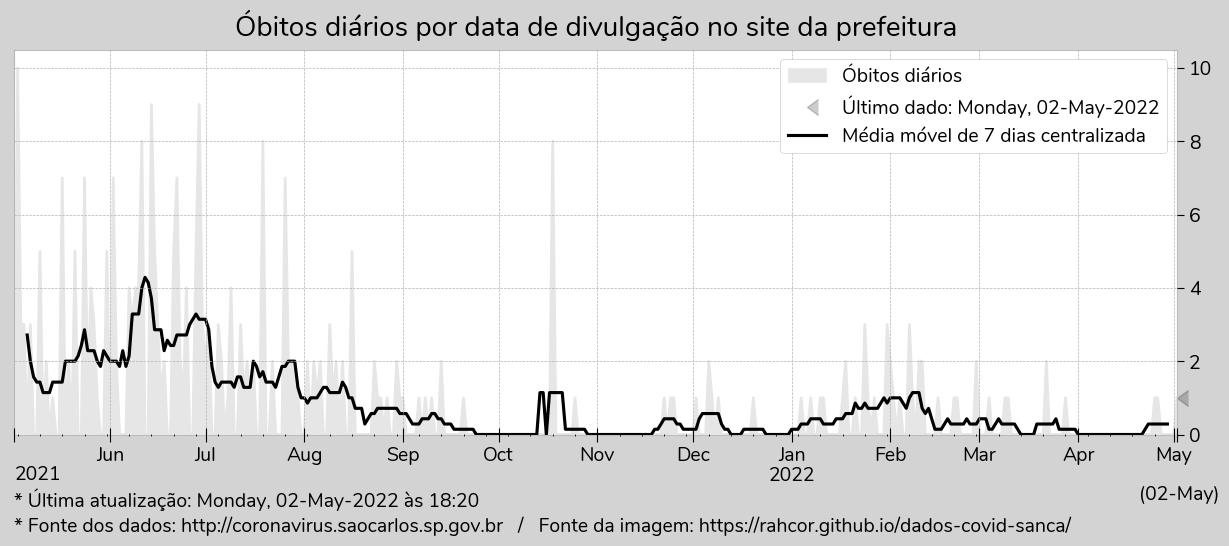 Óbitos diários por data de divulgação no site da prefeitura
Óbitos diários
Último dado: Monday, 02-May-2022
Média móvel de 7 dias centralizada
10
8
6
4
2
0
Jun Jul Aug Sep Oct Nov Dec Jan Feb Mar Apr May
2021 2022
(02-May)
* Última atualização: Monday, 02-May-2022 às 18:20
* Fonte dos dados: http://coronavirus.saocarlos.sp.gov.br / Fonte da imagem: https://rahcor.github.io/dados-covid-sanca/